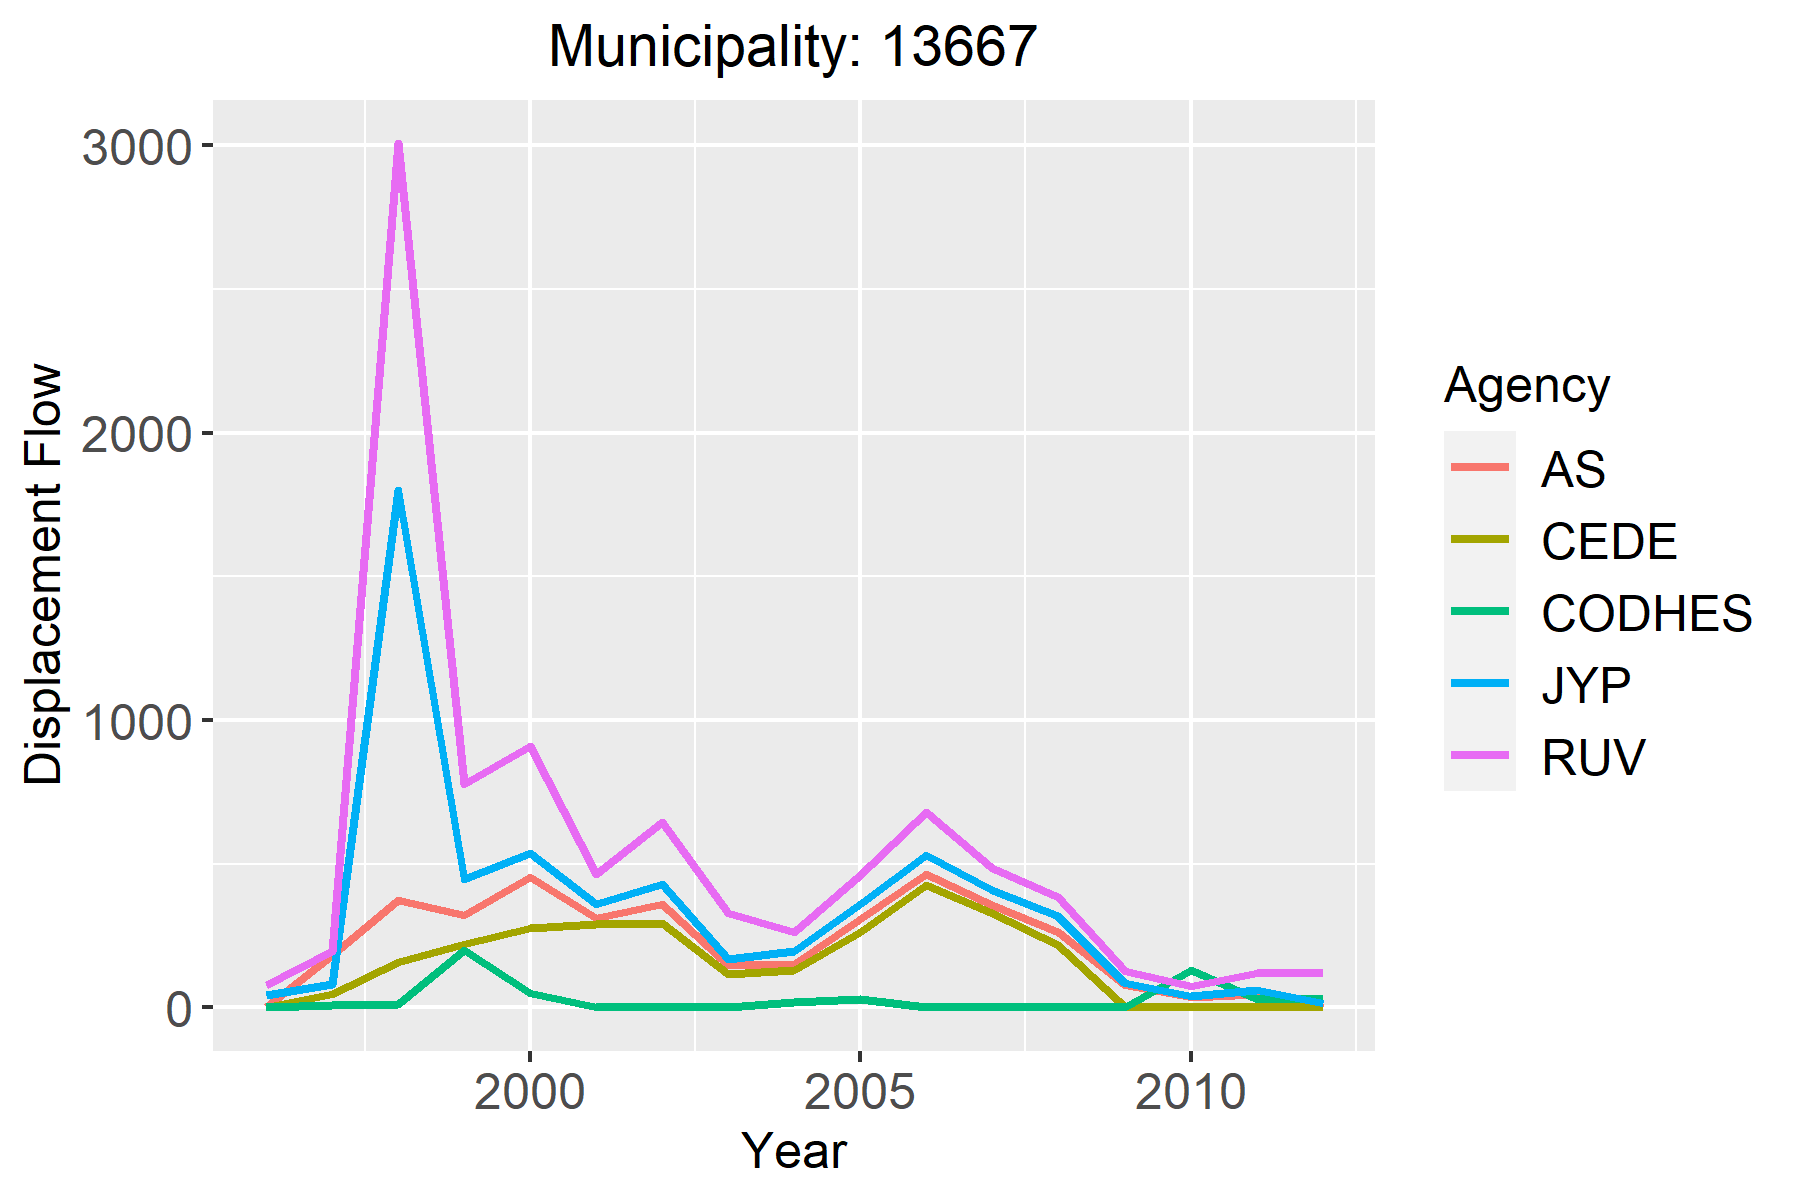 Municipality: 13667
3000
2000
1000
0
Displacement Flow
2000
2005
2010
Year
Agency
AS
CEDE
CODHES
JYP
RUV